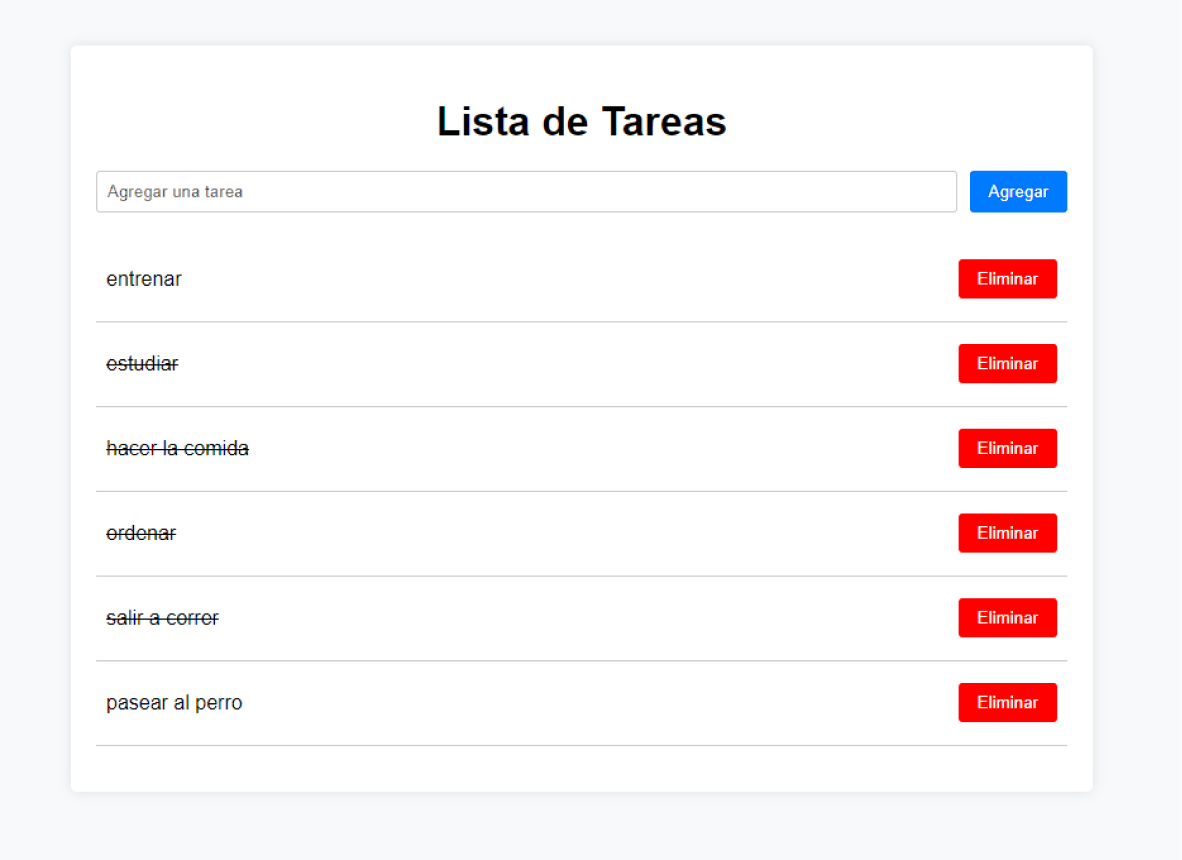 Lista de Tareas
Agregar una tarea Agregar
entrenar Eliminar
estudiar Eliminar
hacer la comida Eliminar
ordenar Eliminar
salir a correr Eliminar
pasear al perro Eliminar